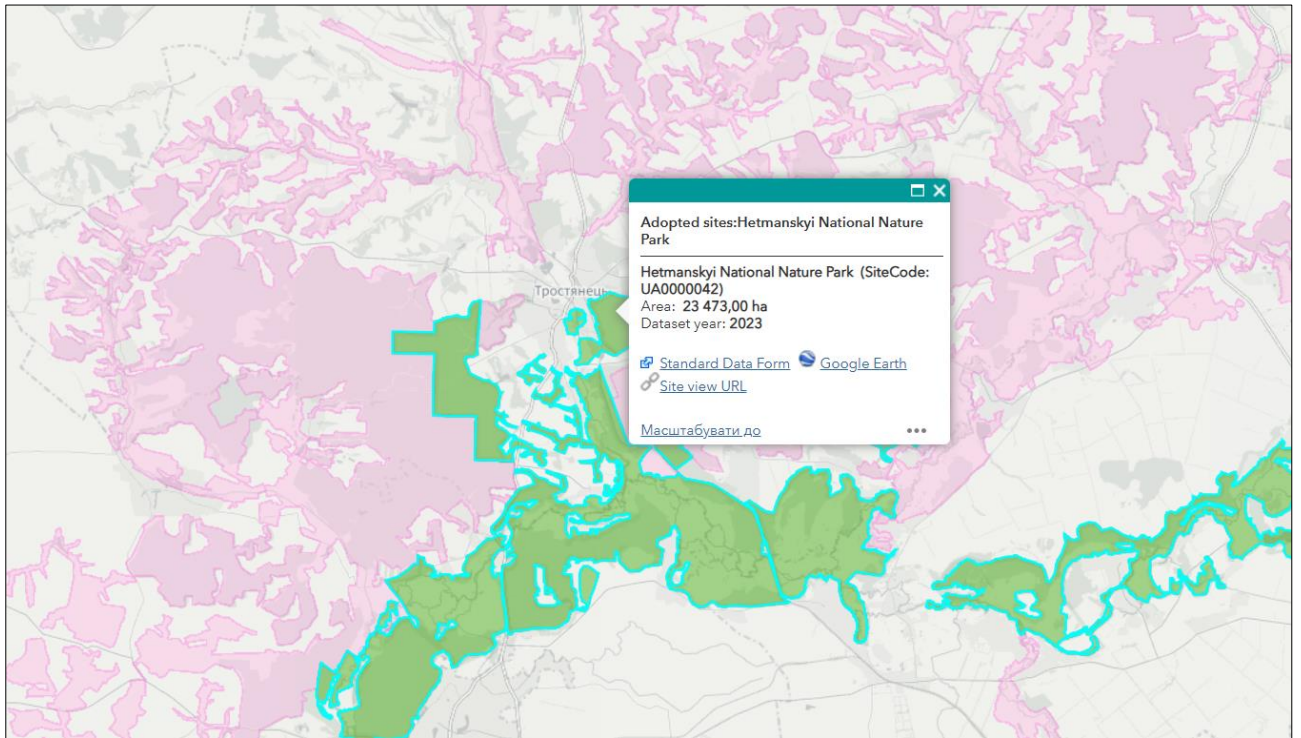 Adopted sites:Hetmanskyi National Nature
Park
Hetmanskyi National Nature Park (SiteCode:
UA0000042)
Area: 23 473,00 ha
Dataset year: 2023
Тростянець
Standard Data Form Google Earth
Site view URL
Масштабувати до